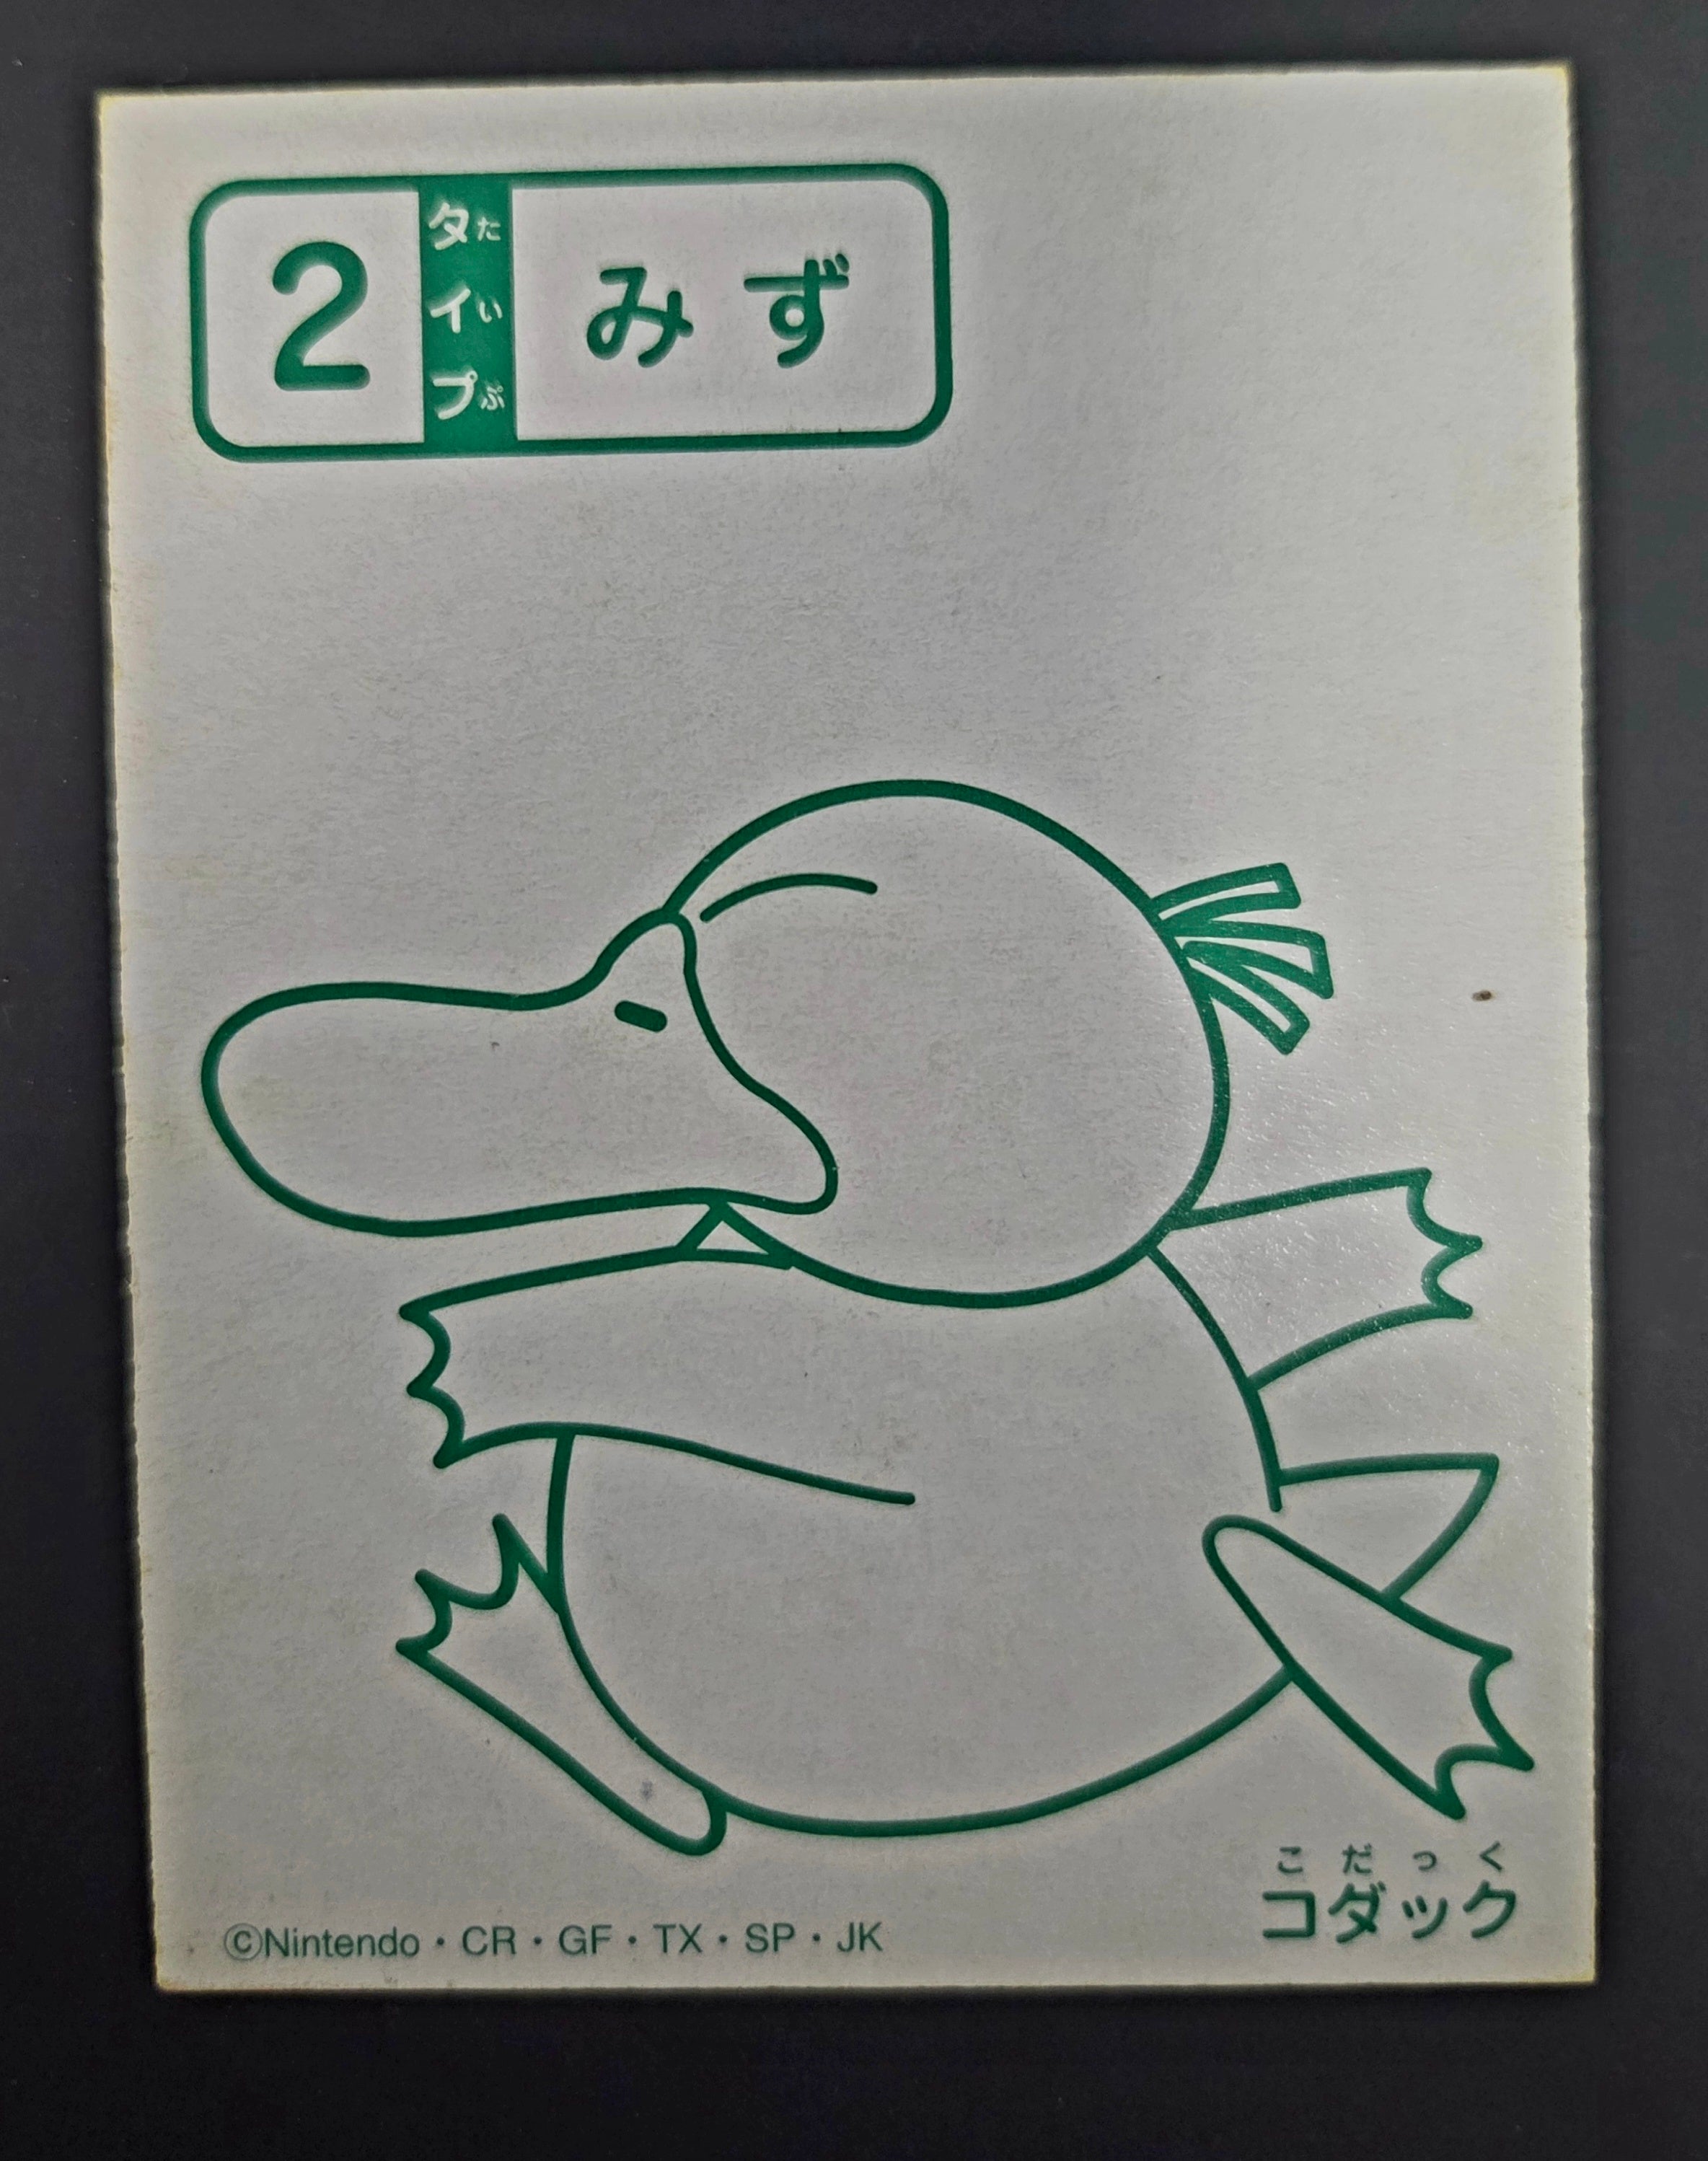 2
タイプ
たいぷ
みず
こだっく
コダック
©Nintendo・CR・GF・TX・SP・JK